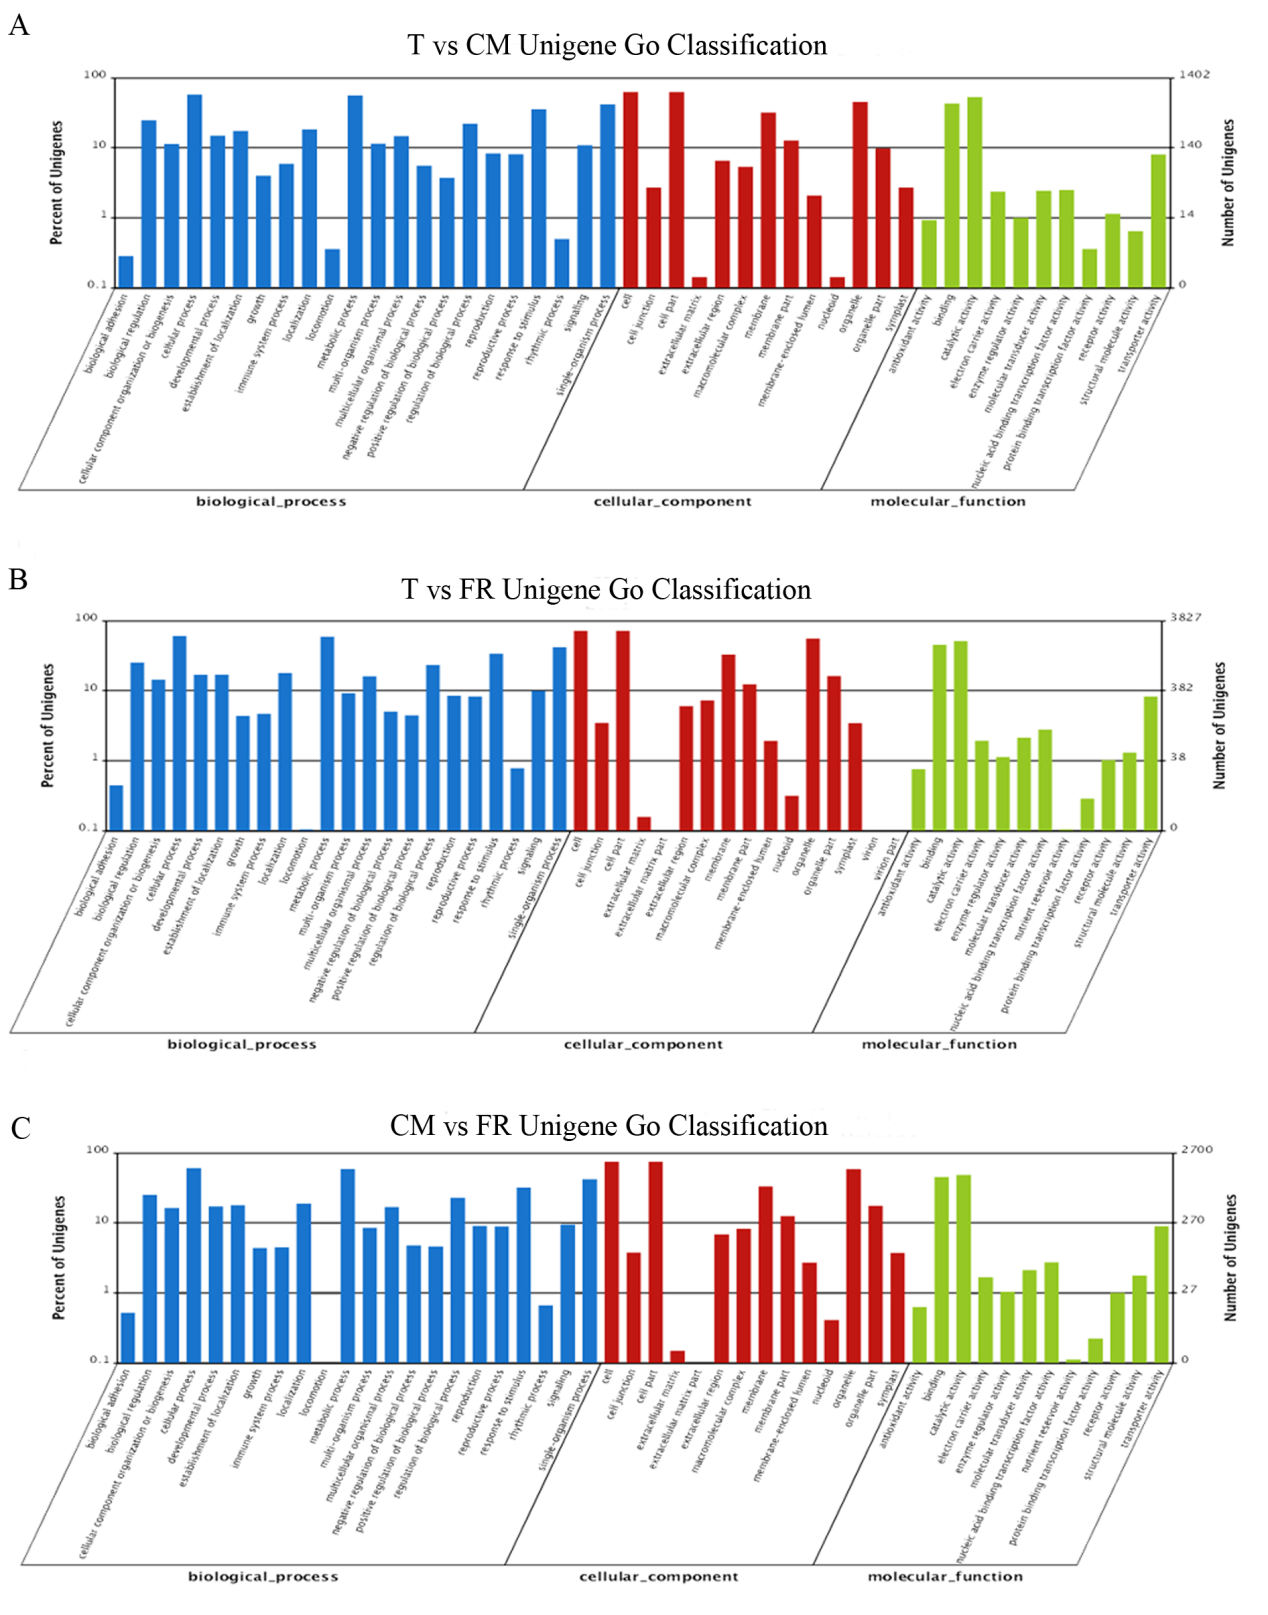 A
T vs CM Unigene Go Classification
100
10
1
0.1
Percent of Unigenes
1402
140
14
0
Number of Unigenes
biological adhesion
biological regulation
cellular component organization or biogenesis
cellular process
developmental process
establishment of localization
growth
immune system process
localization
locomotion
metabolic process
multi-organism process
multicellular organismal process
negative regulation of biological process
positive regulation of biological process
regulation of biological process
reproduction
reproductive process
response to stimulus
rhythmic process
signaling
single-organism process
cell
cell junction
cell part
extracellular matrix
extracellular region
macromolecular complex
membrane
membrane part
membrane-enclosed lumen
nucleoid
organelle
organelle part
symplast
antioxidant activity
binding
catalytic activity
electron carrier activity
enzyme regulator activity
molecular transducer activity
nucleic acid binding transcription factor activity
protein binding transcription factor activity
receptor activity
structural molecule activity
transporter activity
biological_process
cellular_component
molecular_function
B
T vs FR Unigene Go Classification
100
10
1
0.1
Percent of Unigenes
3827
382
38
0
Number of Unigenes
biological adhesion
biological regulation
cellular component organization or biogenesis
cellular process
developmental process
establishment of localization
growth
immune system process
localization
locomotion
metabolic process
multi-organism process
multicellular organismal process
negative regulation of biological process
positive regulation of biological process
regulation of biological process
reproduction
reproductive process
response to stimulus
rhythmic process
signaling
single-organism process
cell
cell junction
cell part
extracellular matrix
extracellular matrix part
extracellular region
macromolecular complex
membrane
membrane part
membrane-enclosed lumen
nucleoid
organelle
organelle part
symplast
virion
virion part
antioxidant activity
binding
catalytic activity
electron carrier activity
enzyme regulator activity
molecular transducer activity
nucleic acid binding transcription factor activity
nutrient reservoir activity
protein binding transcription factor activity
receptor activity
structural molecule activity
transporter activity
biological_process
cellular_component
molecular_function
C
CM vs FR Unigene Go Classification
100
10
1
0.1
Percent of Unigenes
2700
270
27
0
Number of Unigenes
biological adhesion
biological regulation
cellular component organization or biogenesis
cellular process
developmental process
establishment of localization
growth
immune system process
localization
locomotion
metabolic process
multi-organism process
multicellular organismal process
negative regulation of biological process
positive regulation of biological process
regulation of biological process
reproduction
reproductive process
response to stimulus
rhythmic process
signaling
single-organism process
cell
cell junction
cell part
extracellular matrix
extracellular matrix part
extracellular region
macromolecular complex
membrane
membrane part
membrane-enclosed lumen
nucleoid
organelle
organelle part
symplast
antioxidant activity
binding
catalytic activity
electron carrier activity
enzyme regulator activity
molecular transducer activity
nucleic acid binding transcription factor activity
nutrient reservoir activity
protein binding transcription factor activity
receptor activity
structural molecule activity
transporter activity
biological_process
cellular_component
molecular_function